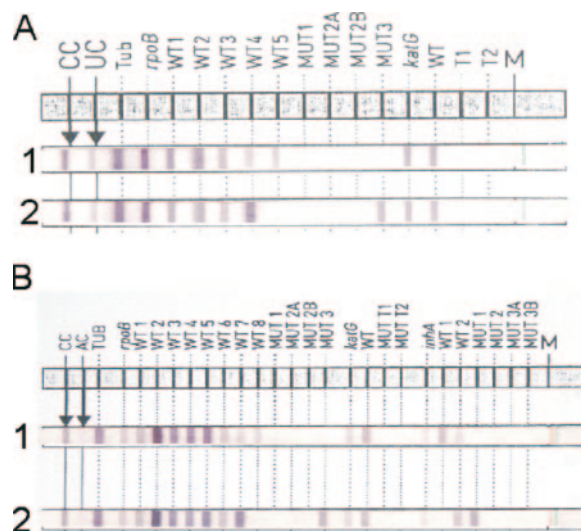 A
CC UC Tub rpoB WT1 WT2 WT3 WT4 WT5 MUT1 MUT2A MUT2B MUT3 katG WT T1 T2 M
1
2
B
CC AC TUB rpoB WT 1 WT 2 WT 3 WT 4 WT 5 WT 6 WT 7 WT 8 MUT 1 MUT 2A MUT 2B MUT 3 katG WT MUT T1 MUT T2 inhA WT 1 WT 2 MUT 1 MUT 2 MUT 3A MUT 3B M
1
2